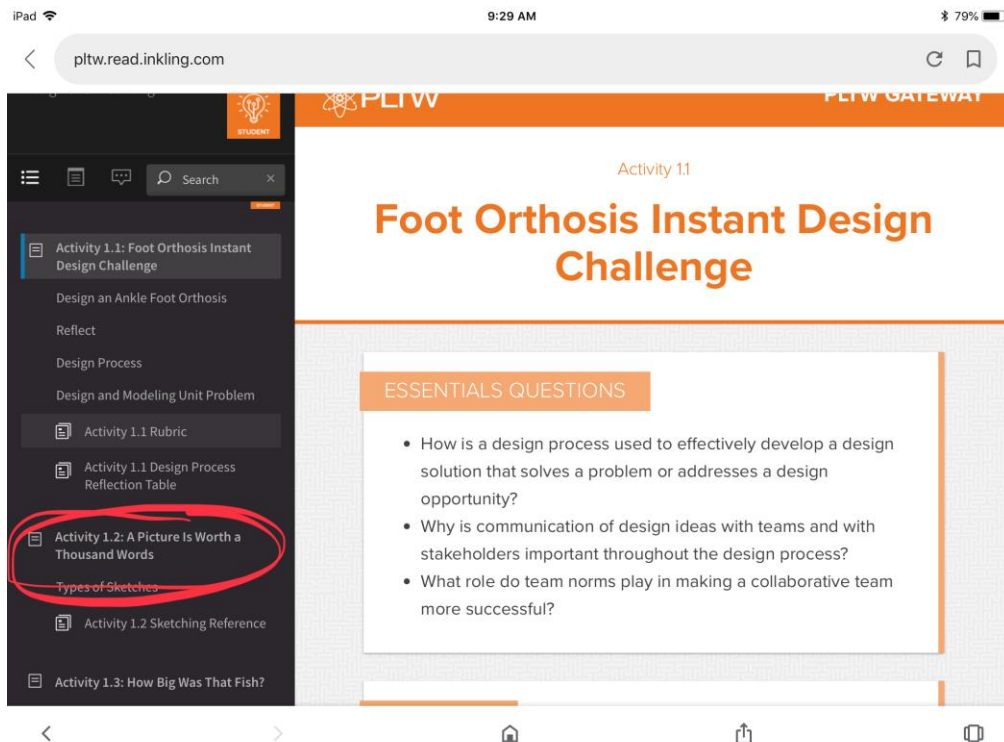 iPad 9:29 AM 79%
pltw.read.inkling.com
STUDENT
Search ×
Activity 1.1: Foot Orthosis Instant
Design Challenge
Design an Ankle Foot Orthosis
Reflect
Design Process
Design and Modeling Unit Problem
Activity 1.1 Rubric
Activity 1.1 Design Process
Reflection Table
Activity 1.2: A Picture Is Worth a
Thousand Words
Types of Sketches
Activity 1.2 Sketching Reference
Activity 1.3: How Big Was That Fish?
PLTW PLTW GATEWAY
Activity 1.1
Foot Orthosis Instant Design
Challenge
ESSENTIALS QUESTIONS
• How is a design process used to effectively develop a design
solution that solves a problem or addresses a design
opportunity?
• Why is communication of design ideas with teams and with
stakeholders important throughout the design process?
• What role do team norms play in making a collaborative team
more successful?